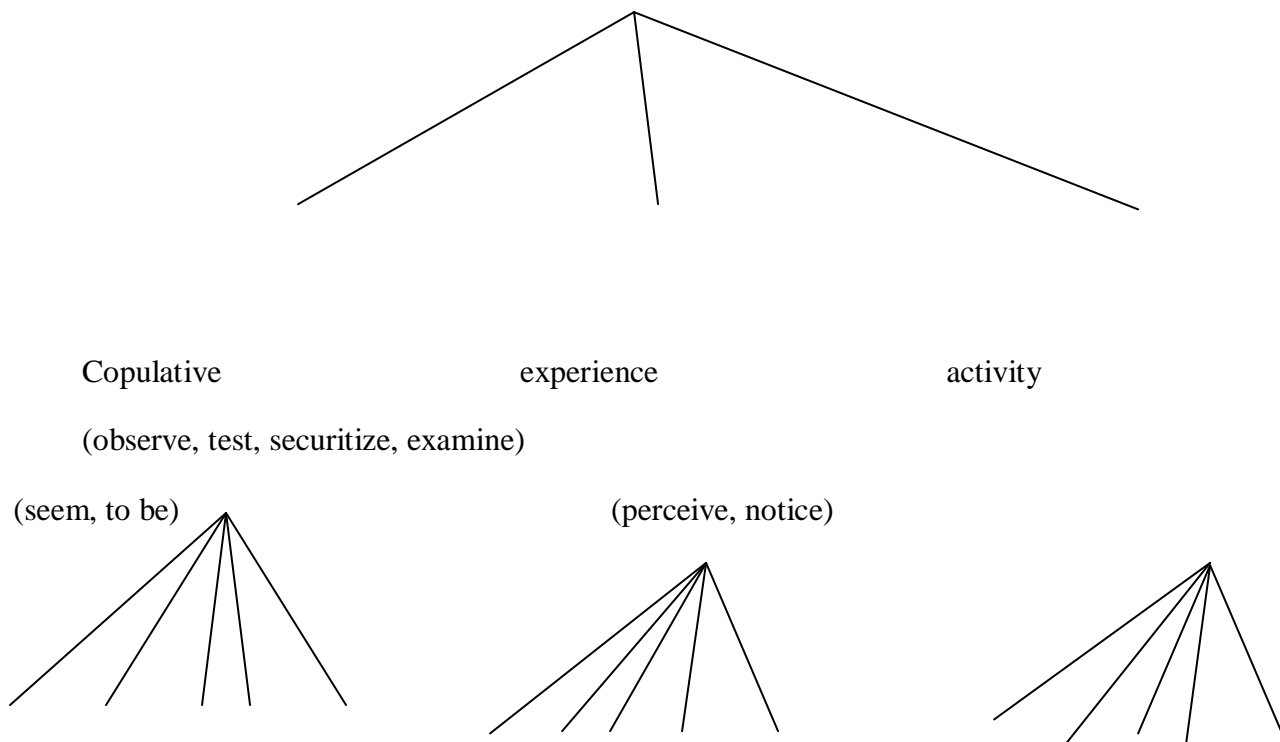 Copulative experience activity
(observe, test, securitize, examine)
(seem, to be) (perceive, notice)